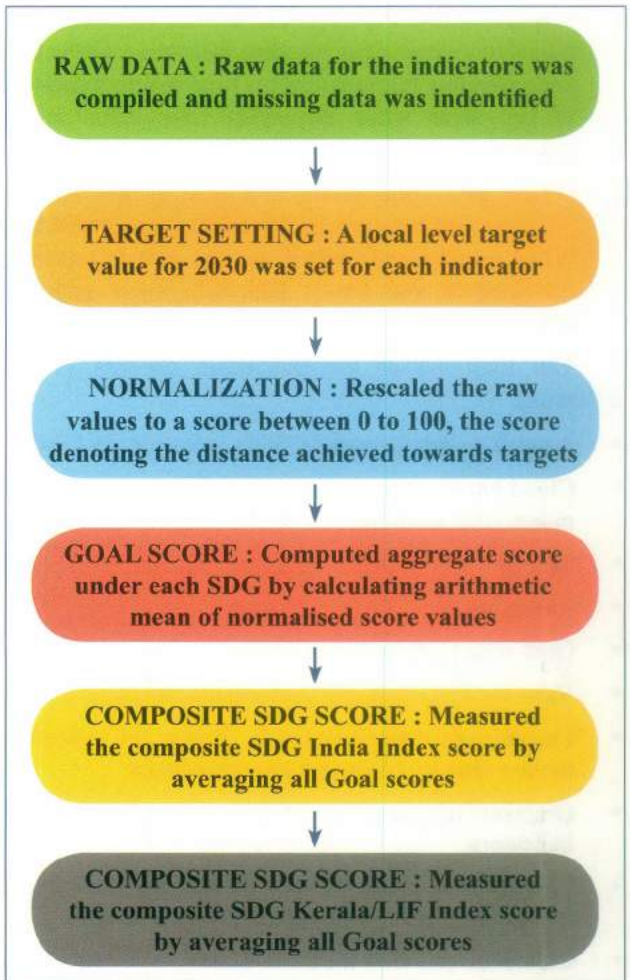 RAW DATA : Raw data for the indicators was
compiled and missing data was indentified
TARGET SETTING : A local level target
value for 2030 was set for each indicator
NORMALIZATION : Rescaled the raw
values to a score between 0 to 100, the score
denoting the distance achieved towards targets
GOAL SCORE : Computed aggregate score
under each SDG by calculating arithmetic
mean of normalised score values
COMPOSITE SDG SCORE : Measured
the composite SDG India Index score by
averaging all Goal scores
COMPOSITE SDG SCORE : Measured
the composite SDG Kerala/LIF Index score
by averaging all Goal scores